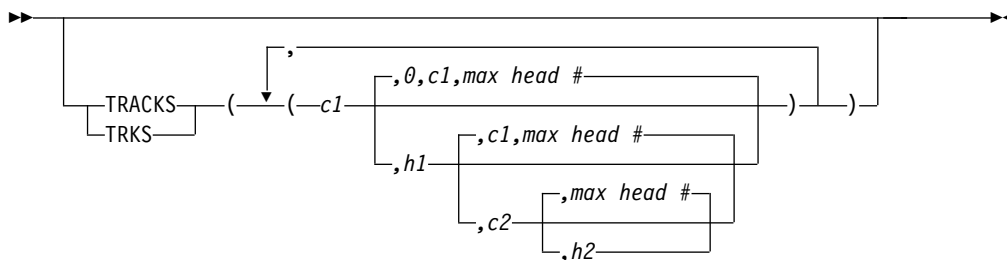 ,
,0,c1,max head #
TRACKS ( ( c1 ) )
TRKS
,c1,max head #
,h1
,max head #
,c2
,h2